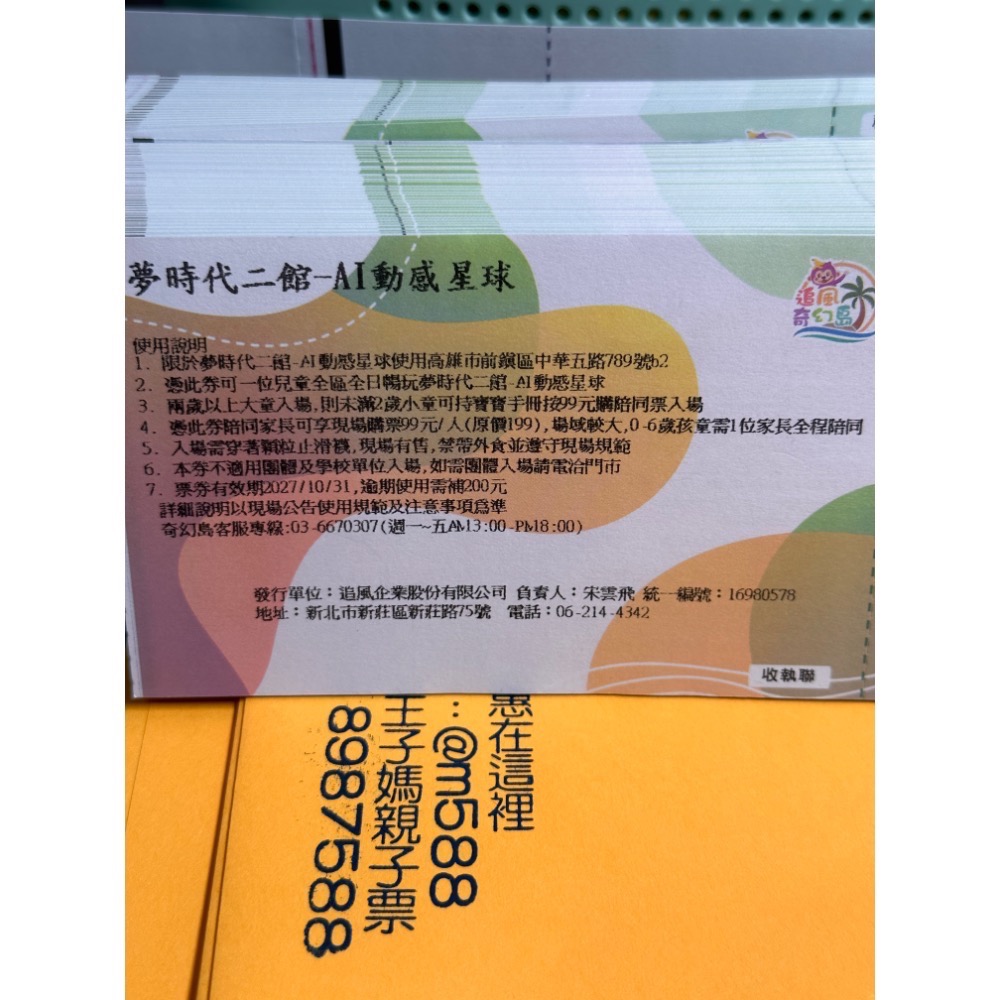 夢時代二館-AI動感星球
追風
奇幻島
使用說明
1. 限於夢時代二館-AI動感星球使用高雄市前鎮區中華五路789號b2
2. 憑此券可一位兒童全區全日暢玩夢時代二館-AI動感星球
3. 兩歲以上大童入場,則未滿2歲小童可持寶寶手冊按99元購陪同票入場
4. 憑此券陪同家長可享現場購票99元/人(原價199),場域較大,0-6歲孩童需1位家長全程陪同
5. 入場需穿著顆粒止滑襪,現場有售,禁帶外食並遵守現場規範
6. 本券不適用團體及學校單位入場,如需團體入場請電洽門市
7. 票券有效期2027/10/31,逾期使用需補200元
詳細說明以現場公告使用規範及注意事項為準
奇幻島客服專線:03-6670307(週一~五AM13:00-PM18:00)
發行單位：追風企業股份有限公司 負責人：宋雲飛 統一編號：16980578
地址：新北市新莊區新莊路75號 電話：06-214-4342
收執聯
惠在這裡
:@m588
王子媽親子票
8987588